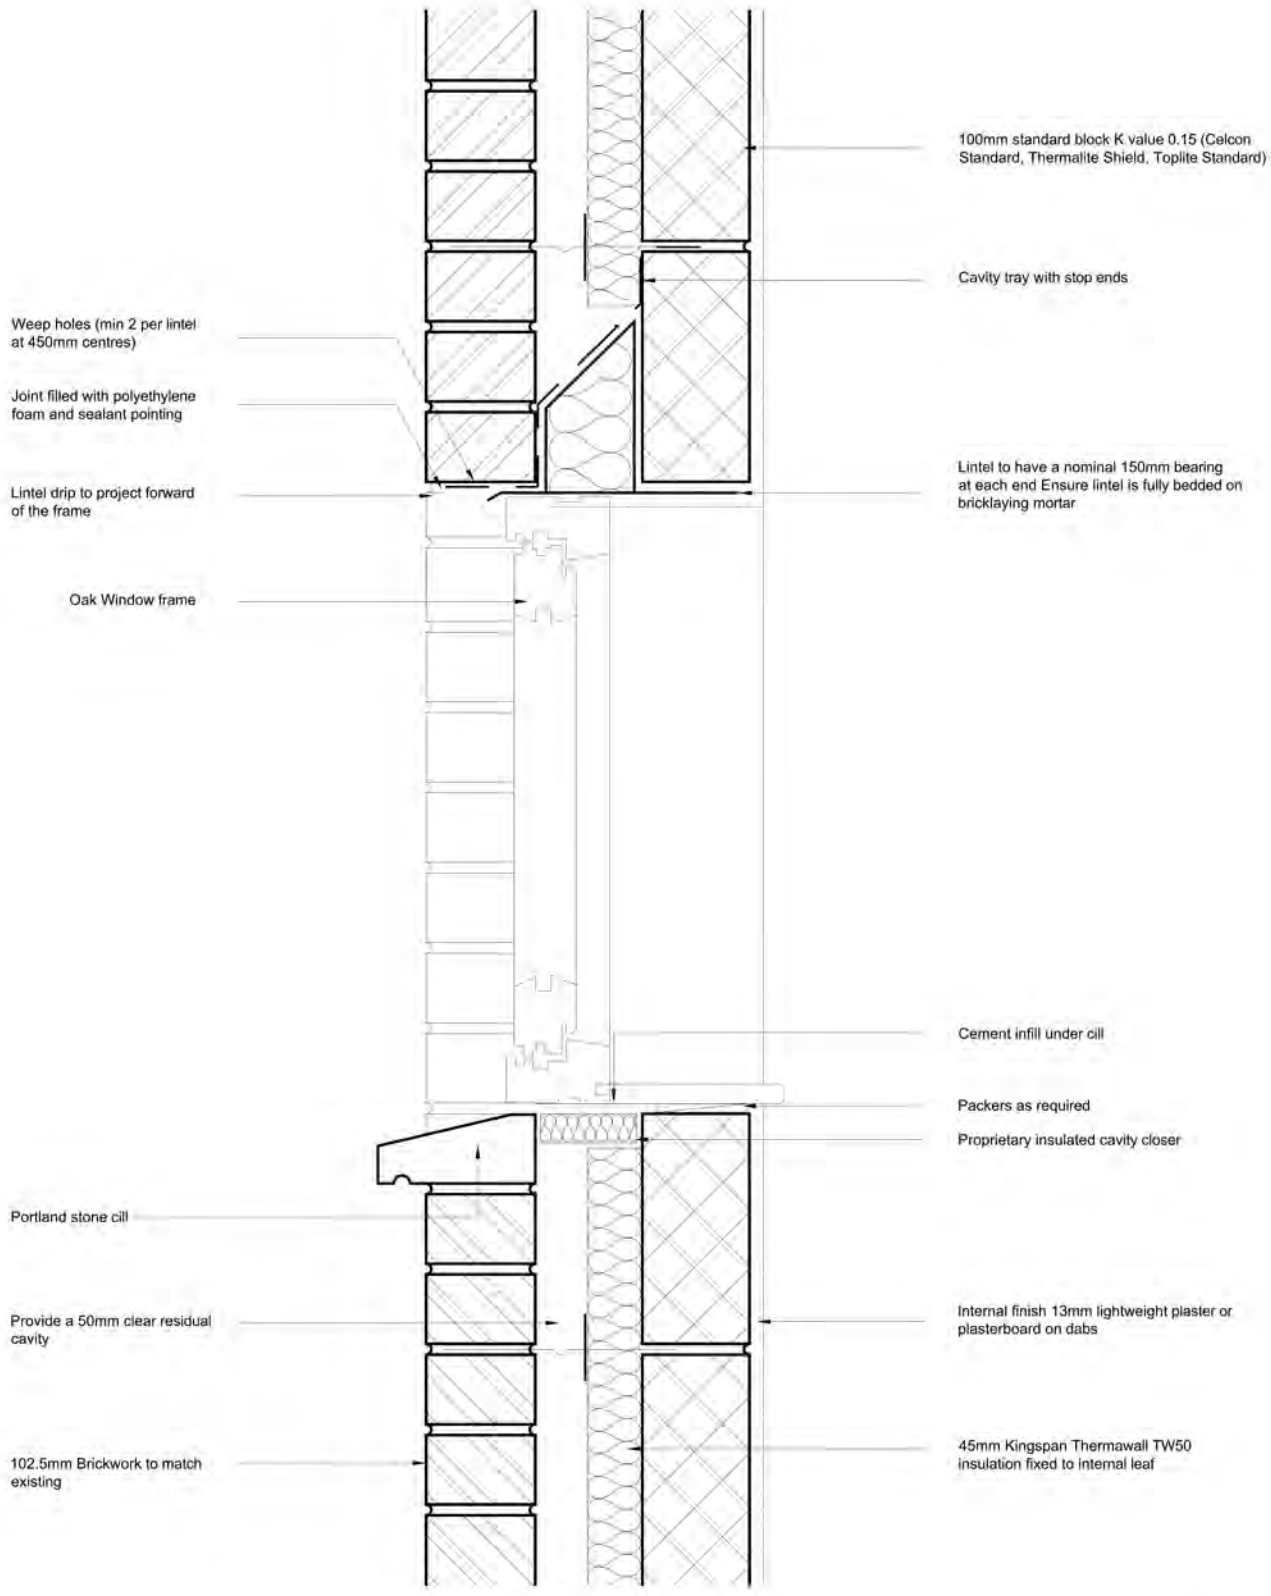 100mm standard block K value 0.15 (Celcon
Standard, Thermalite Shield, Toplite Standard)
Cavity tray with stop ends
Weep holes (min 2 per lintel
at 450mm centres)
Joint filled with polyethylene
foam and sealant pointing
Lintel drip to project forward
of the frame
Lintel to have a nominal 150mm bearing
at each end Ensure lintel is fully bedded on
bricklaying mortar
Oak Window frame
Cement infill under cill
Packers as required
Proprietary insulated cavity closer
Portland stone cill
Provide a 50mm clear residual
cavity
Internal finish 13mm lightweight plaster or
plasterboard on dabs
102.5mm Brickwork to match
existing
45mm Kingspan Thermawall TW50
insulation fixed to internal leaf